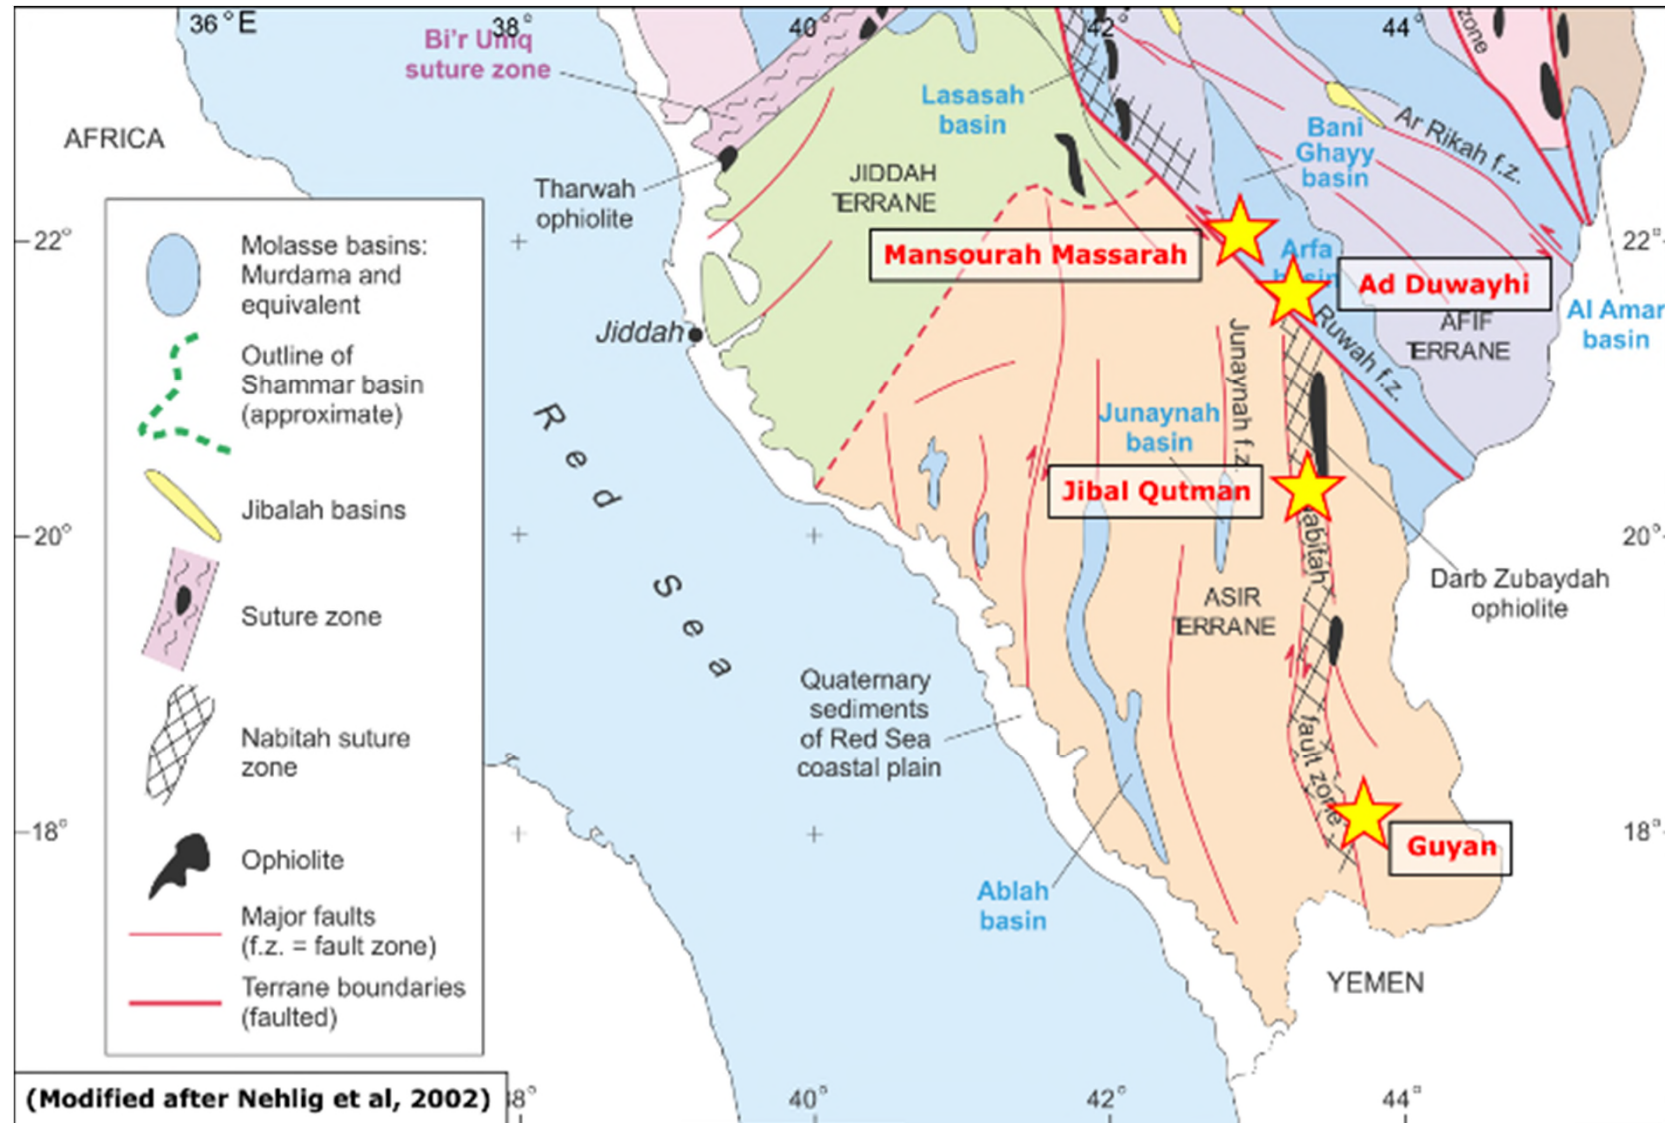 36°E
38°
40°
42°
44°
Bi'r Umq
suture zone
zone
AFRICA
Lasasah
basin
Bani
Ghayy
basin
Ar Rikah f.z.
Tharwah
ophiolite
JIDDAH
TERRANE
22°
22°
Mansourah Massarah
Arfa
basin
Ad Duwayhi
Al Amar
basin
AFIF
TERRANE
Ruwah f.z.
Jiddah
Junaynah f.z.
Junaynah
basin
Red Sea
Jibal Qutman
20°
20°
abitah
fault zone
Darb Zubaydah
ophiolite
ASIR
TERRANE
Quaternary
sediments
of Red Sea
coastal plain
18°
18°
Guyan
Ablah
basin
YEMEN
Molasse basins:
Murdama and
equivalent
Outline of
Shammar basin
(approximate)
Jibalah basins
Suture zone
Nabitah suture
zone
Ophiolite
Major faults
(f.z. = fault zone)
Terrane boundaries
(faulted)
(Modified after Nehlig et al, 2002)
38°
40°
42°
44°